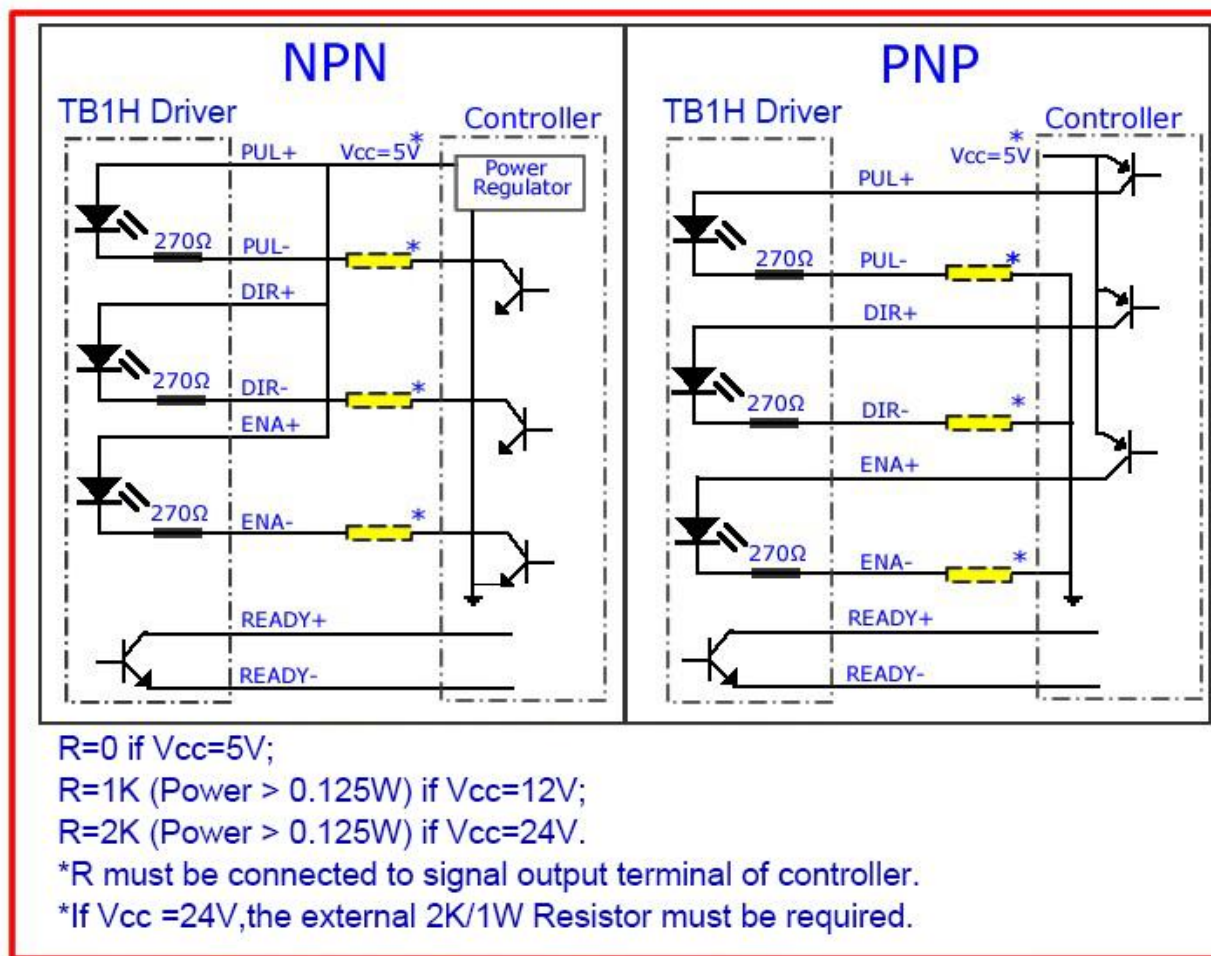 NPN
TB1H Driver
Controller
PUL+
Vcc=5V*
Power
Regulator
270Ω
PUL-
*
DIR+
270Ω
DIR-
*
ENA+
270Ω
ENA-
*
READY+
READY-
PNP
TB1H Driver
Controller
*
Vcc=5V
PUL+
270Ω
PUL-
*
DIR+
270Ω
DIR-
*
ENA+
270Ω
ENA-
*
READY+
READY-
R=0 if Vcc=5V;
R=1K (Power > 0.125W) if Vcc=12V;
R=2K (Power > 0.125W) if Vcc=24V.
*R must be connected to signal output terminal of controller.
*If Vcc =24V,the external 2K/1W Resistor must be required.